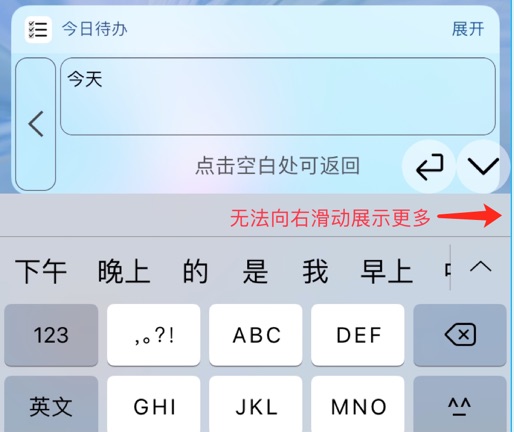 今日待办 展开
今天
点击空白处可返回
无法向右滑动展示更多
下午 晚上 的 是 我 早上
123 ,。?! ABC DEF
英文 GHI JKL MNO ^^